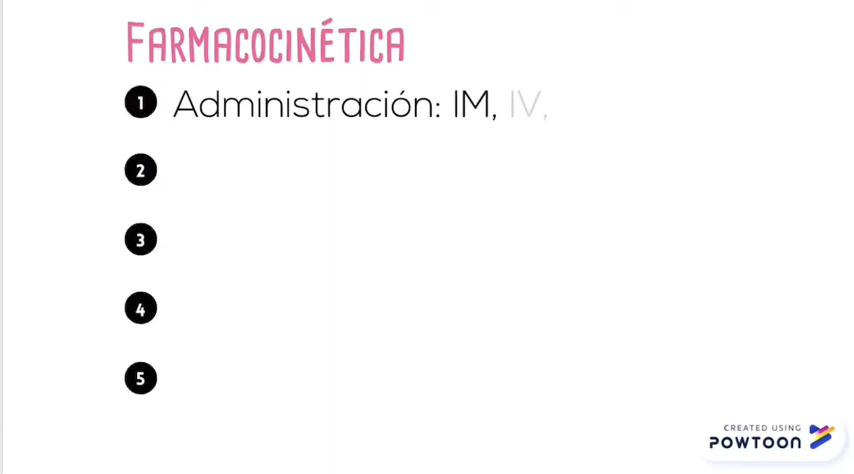 FARMACOCINÉTICA
1 Administración: IM, IV,
2
3
4
5
CREATED USING
POWTOON